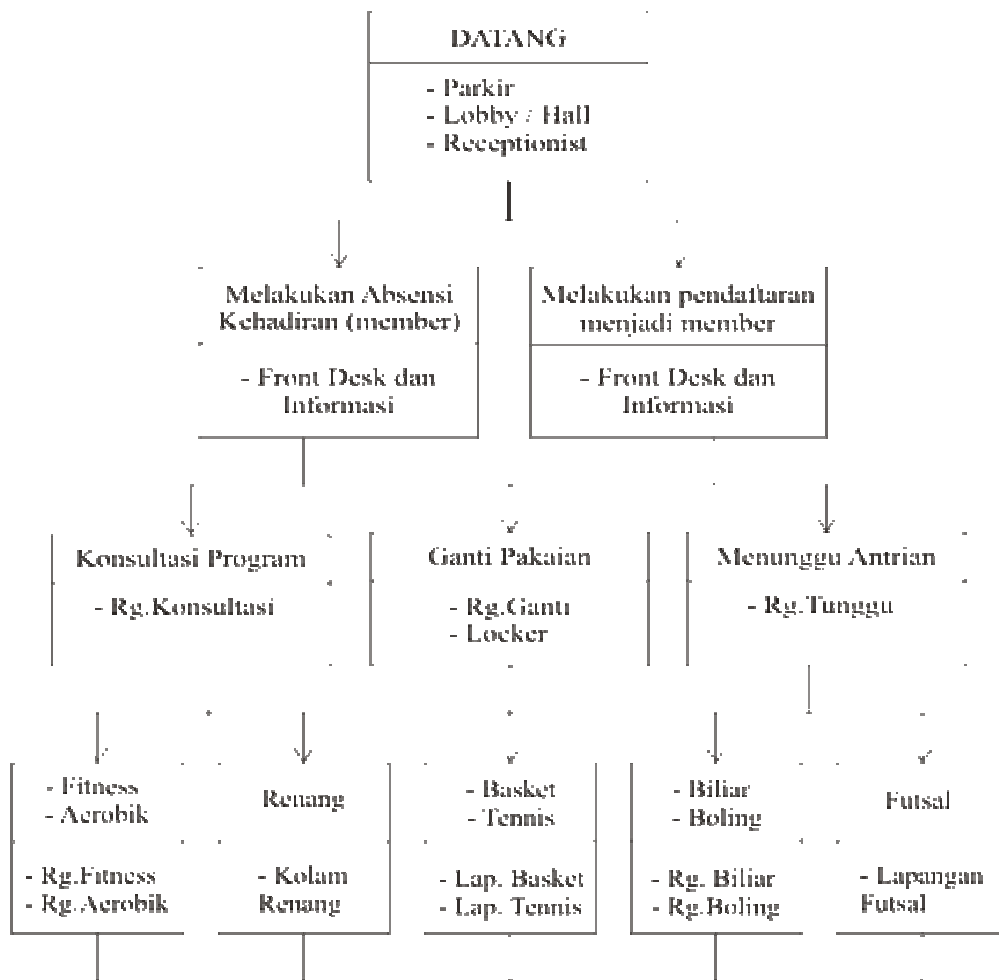 DATANG
- Parkir
- Lobby / Hall
- Receptionist
Melakukan Absensi
Kehadiran (member)
- Front Desk dan
Informasi
Melakukan pendaftaran
menjadi member
- Front Desk dan
Informasi
Konsultasi Program
- Rg.Konsultasi
Ganti Pakaian
- Rg.Ganti
- Locker
Menunggu Antrian
- Rg.Tunggu
- Fitness
- Aerobik
- Rg.Fitness
- Rg.Aerobik
Renang
- Kolam
Renang
- Basket
- Tennis
- Lap. Basket
- Lap. Tennis
- Biliar
- Boling
- Rg. Biliar
- Rg.Boling
Futsal
- Lapangan
Futsal